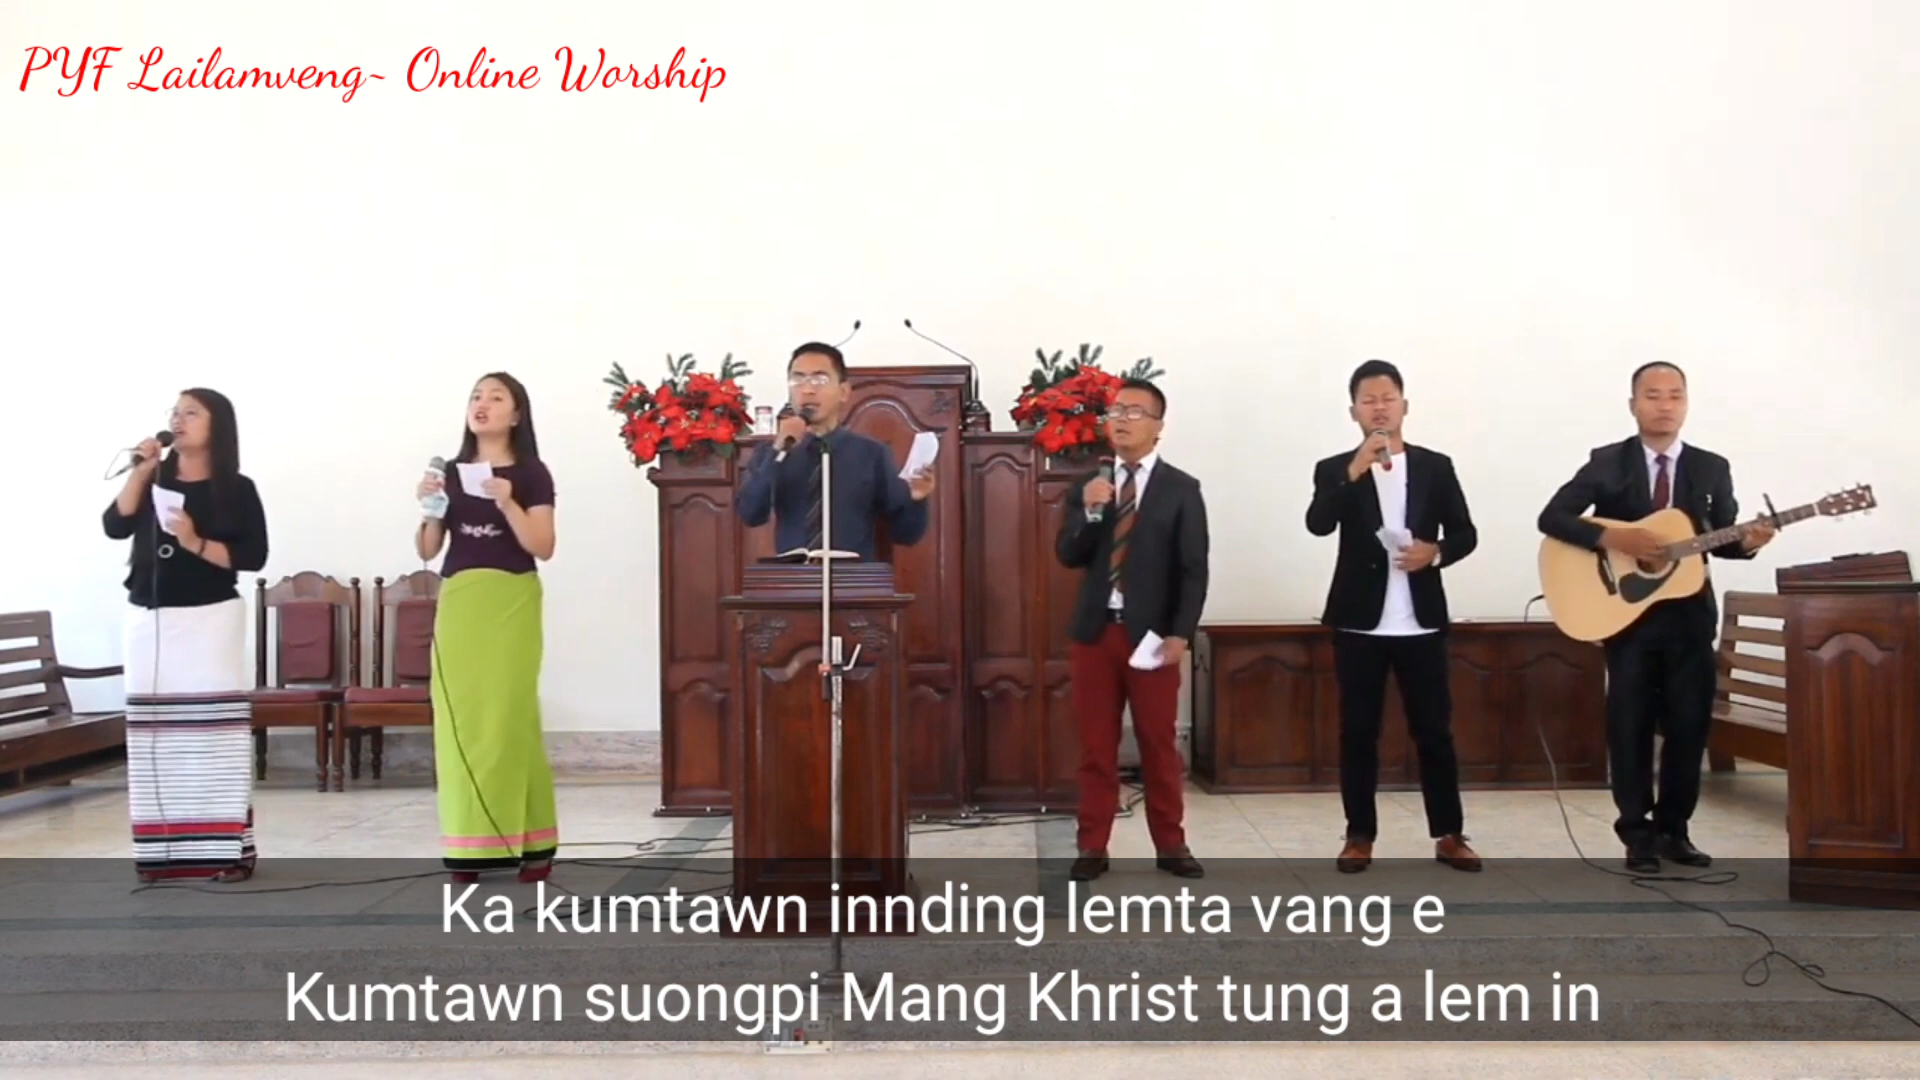 PYF Lailamveng~ Online Worship
Ka kumtawn innding lemta vang e
Kumtawn suongpi Mang Khrist tung a lem in